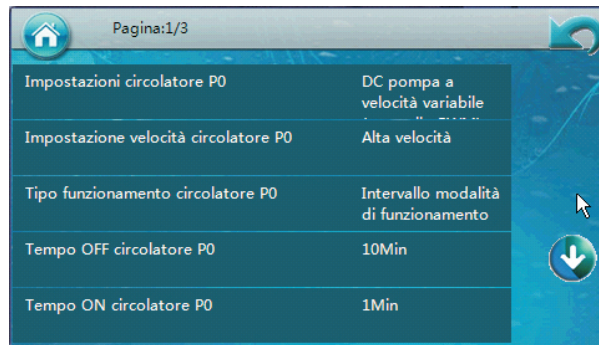 Pagina:1/3
Impostazioni circolatore P0
DC pompa a
velocità variabile
Impostazione velocità circolatore P0
Alta velocità
Tipo funzionamento circolatore P0
Intervallo modalità
di funzionamento
Tempo OFF circolatore P0
10Min
Tempo ON circolatore P0
1Min